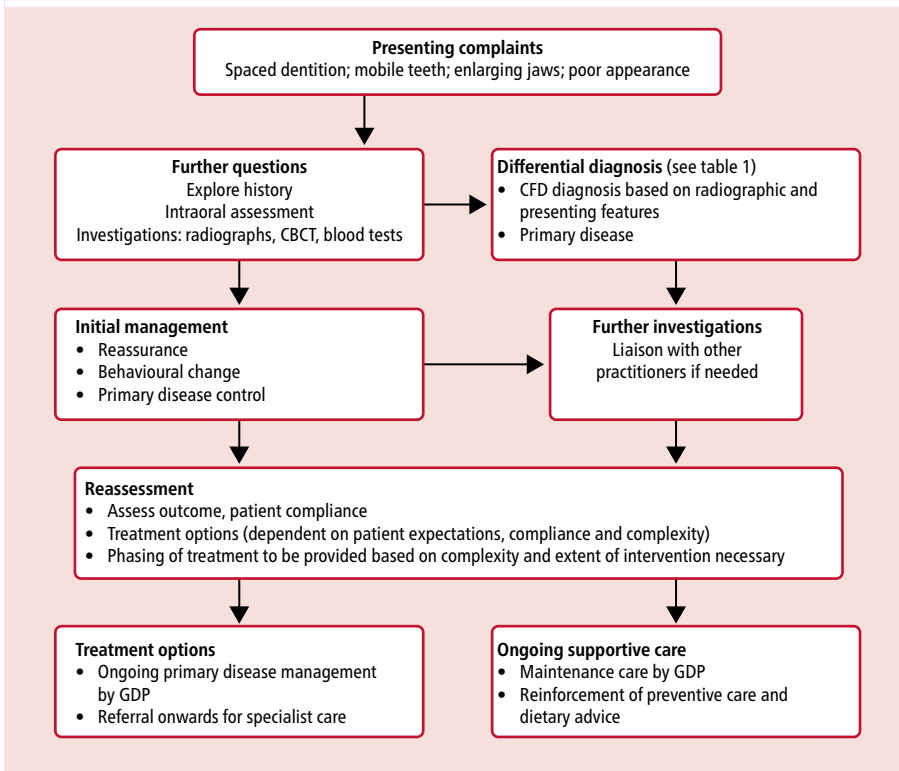 Presenting complaints
Spaced dentition; mobile teeth; enlarging jaws; poor appearance
Further questions
Explore history
Intraoral assessment
Investigations: radiographs, CBCT, blood tests
Differential diagnosis (see table 1)
• CFD diagnosis based on radiographic and
presenting features
• Primary disease
Initial management
• Reassurance
• Behavioural change
• Primary disease control
Further investigations
Liaison with other
practitioners if needed
Reassessment
• Assess outcome, patient compliance
• Treatment options (dependent on patient expectations, compliance and complexity)
• Phasing of treatment to be provided based on complexity and extent of intervention necessary
Treatment options
• Ongoing primary disease management
by GDP
• Referral onwards for specialist care
Ongoing supportive care
• Maintenance care by GDP
• Reinforcement of preventive care and
dietary advice